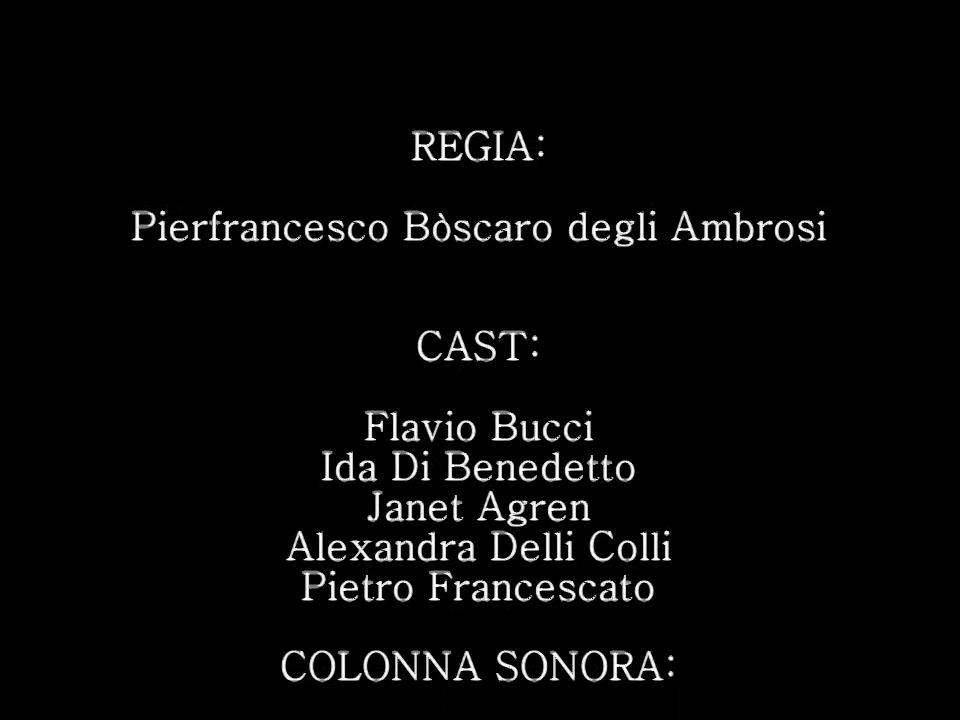 REGIA:
Pierfrancesco Bòscaro degli Ambrosi
CAST:
Flavio Bucci
Ida Di Benedetto
Janet Agren
Alexandra Delli Colli
Pietro Francescato
COLONNA SONORA: